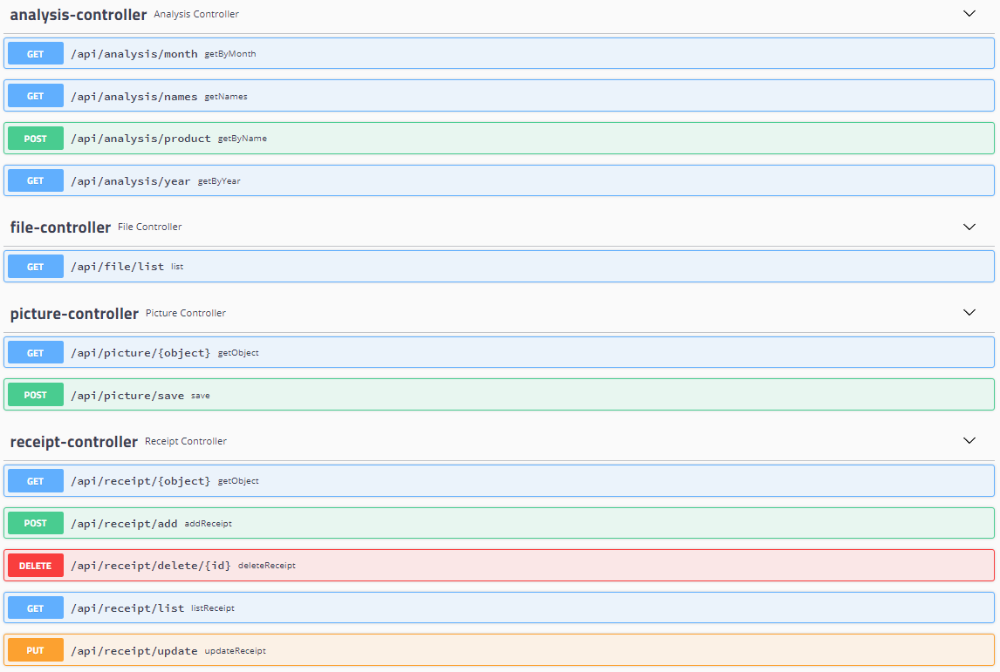 analysis-controller Analysis Controller
GET /api/analysis/month getByMonth
GET /api/analysis/names getNames
POST /api/analysis/product getByName
GET /api/analysis/year getByYear
file-controller File Controller
GET /api/file/list list
picture-controller Picture Controller
GET /api/picture/{object} getObject
POST /api/picture/save save
receipt-controller Receipt Controller
GET /api/receipt/{object} getObject
POST /api/receipt/add addReceipt
DELETE /api/receipt/delete/{id} deleteReceipt
GET /api/receipt/list listReceipt
PUT /api/receipt/update updateReceipt